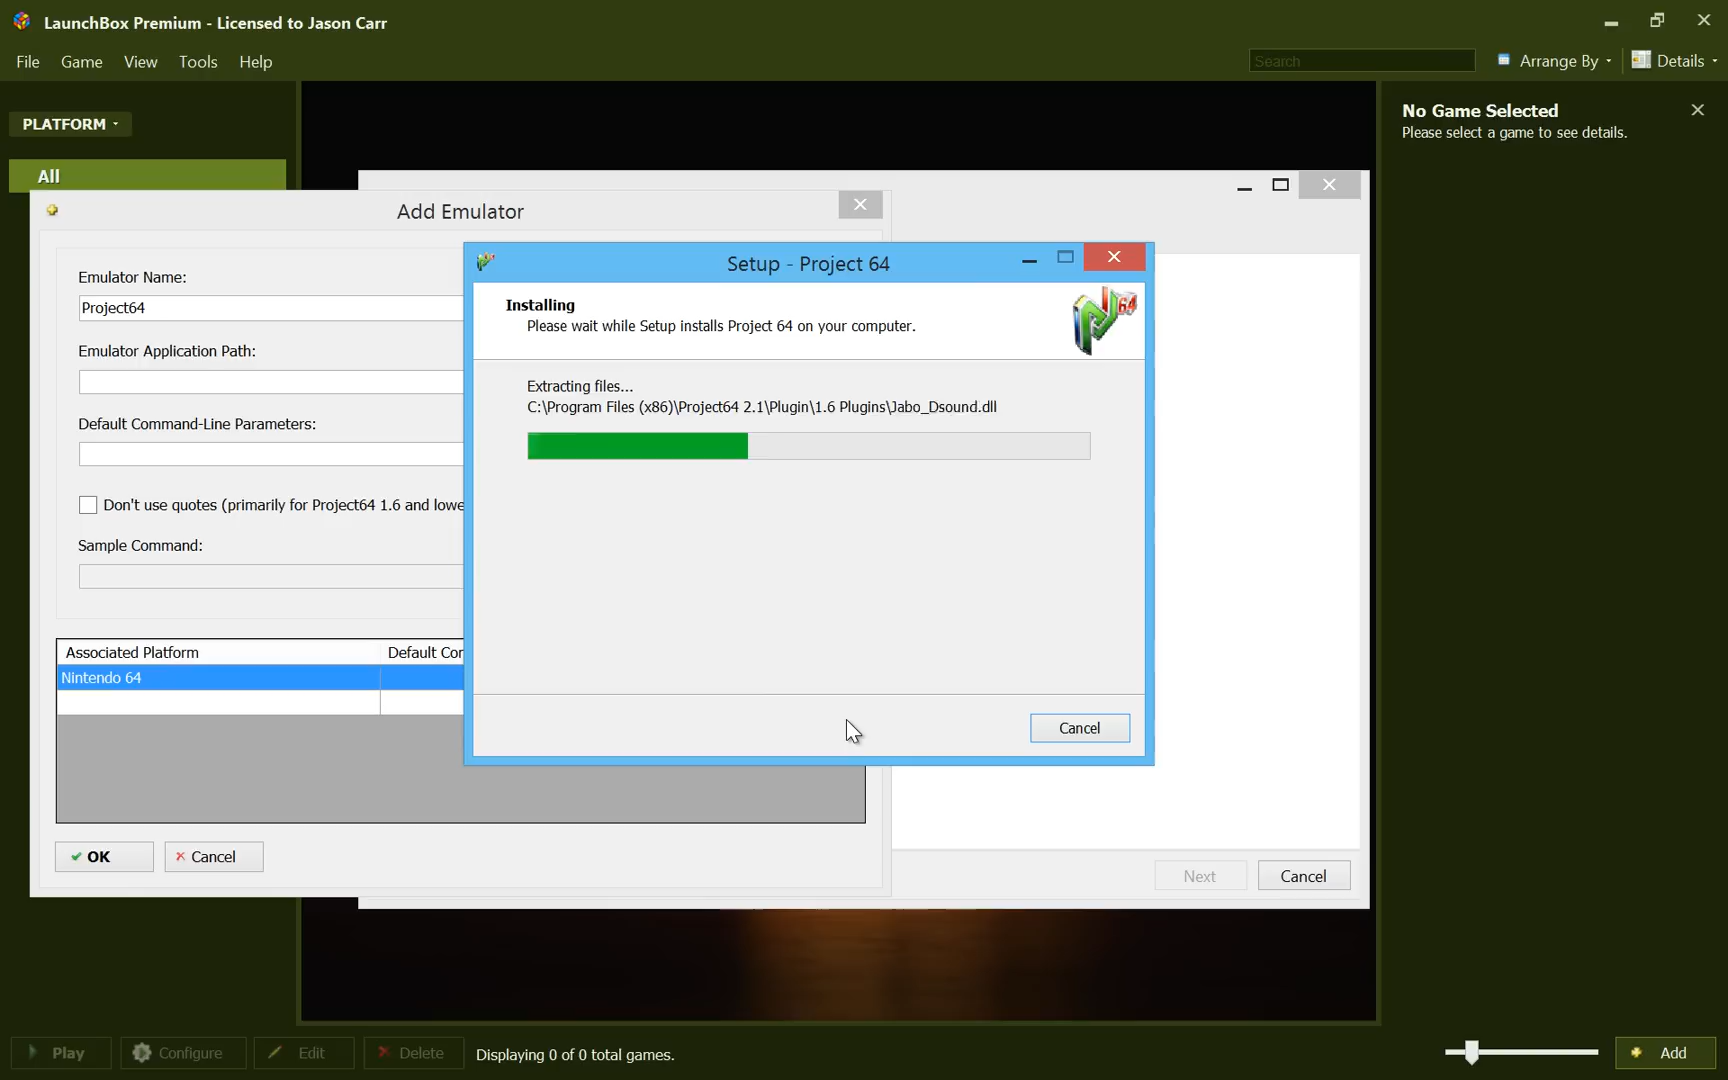 LaunchBox Premium - Licensed to Jason Carr
File Game View Tools Help
Search
Arrange By
Details
PLATFORM
All
No Game Selected
Please select a game to see details.
Add Emulator
Emulator Name:
Project64
Emulator Application Path:
Default Command-Line Parameters:
Don't use quotes (primarily for Project64 1.6 and lowe
Sample Command:
Associated Platform
Default Cor
Nintendo 64
OK
Cancel
Setup - Project 64
Installing
Please wait while Setup installs Project 64 on your computer.
64
Extracting files...
C:\Program Files (x86)\Project64 2.1\Plugin\1.6 Plugins\Jabo_Dsound.dll
Cancel
Next
Cancel
Play
Configure
Edit
Delete
Displaying 0 of 0 total games.
Add